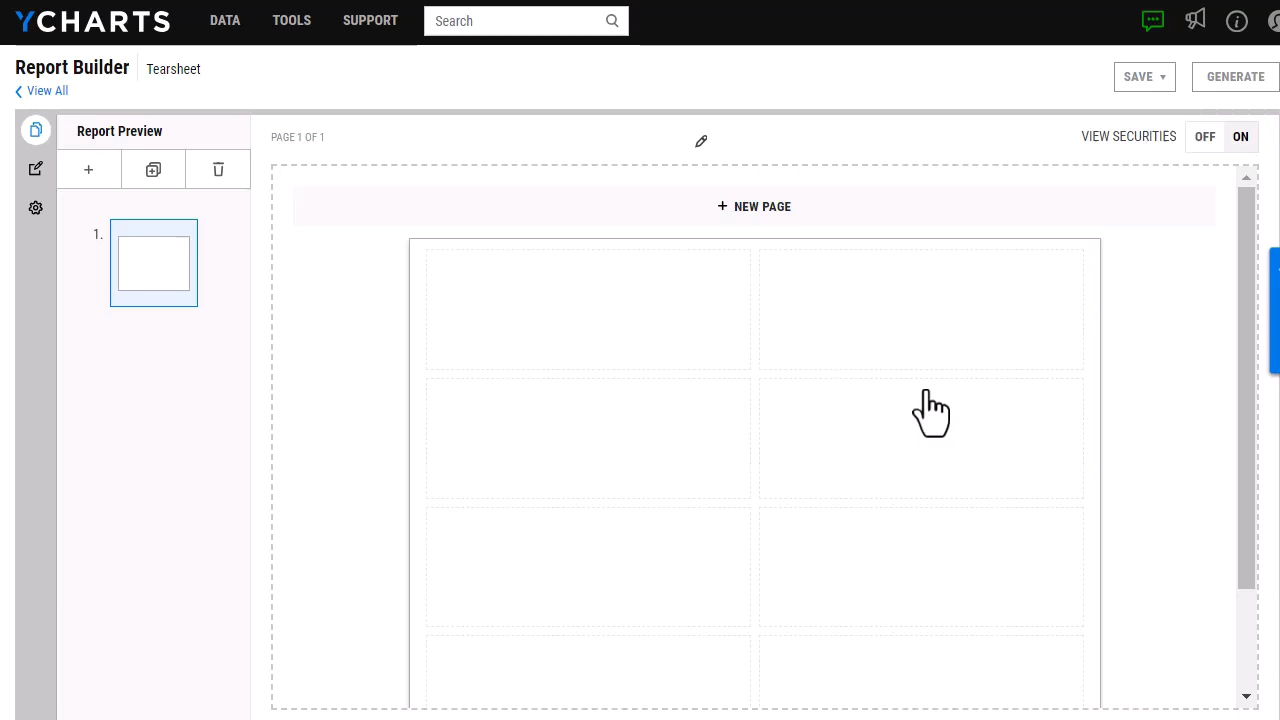 YCHARTS DATA TOOLS SUPPORT Search
Report Builder Tearsheet
View All
SAVE GENERATE
Report Preview
PAGE 1 OF 1
VIEW SECURITIES OFF ON
NEW PAGE
1.